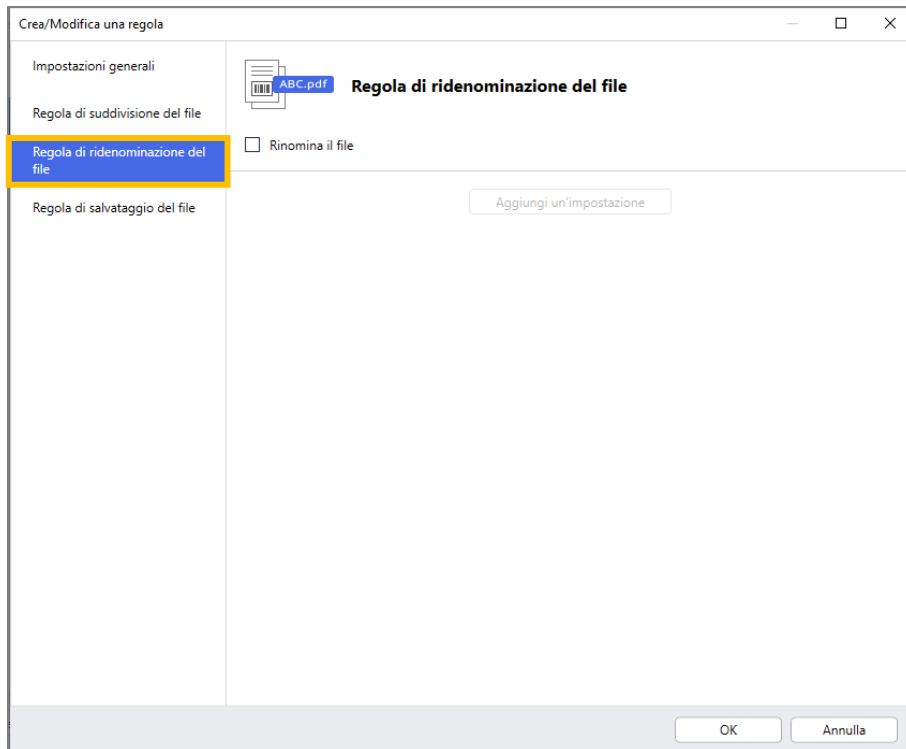 Crea/Modifica una regola
Impostazioni generali
Regola di suddivisione del file
Regola di ridenominazione del
file
Regola di salvataggio del file
ABC.pdf
Regola di ridenominazione del file
Rinomina il file
Aggiungi un'impostazione
OK
Annulla